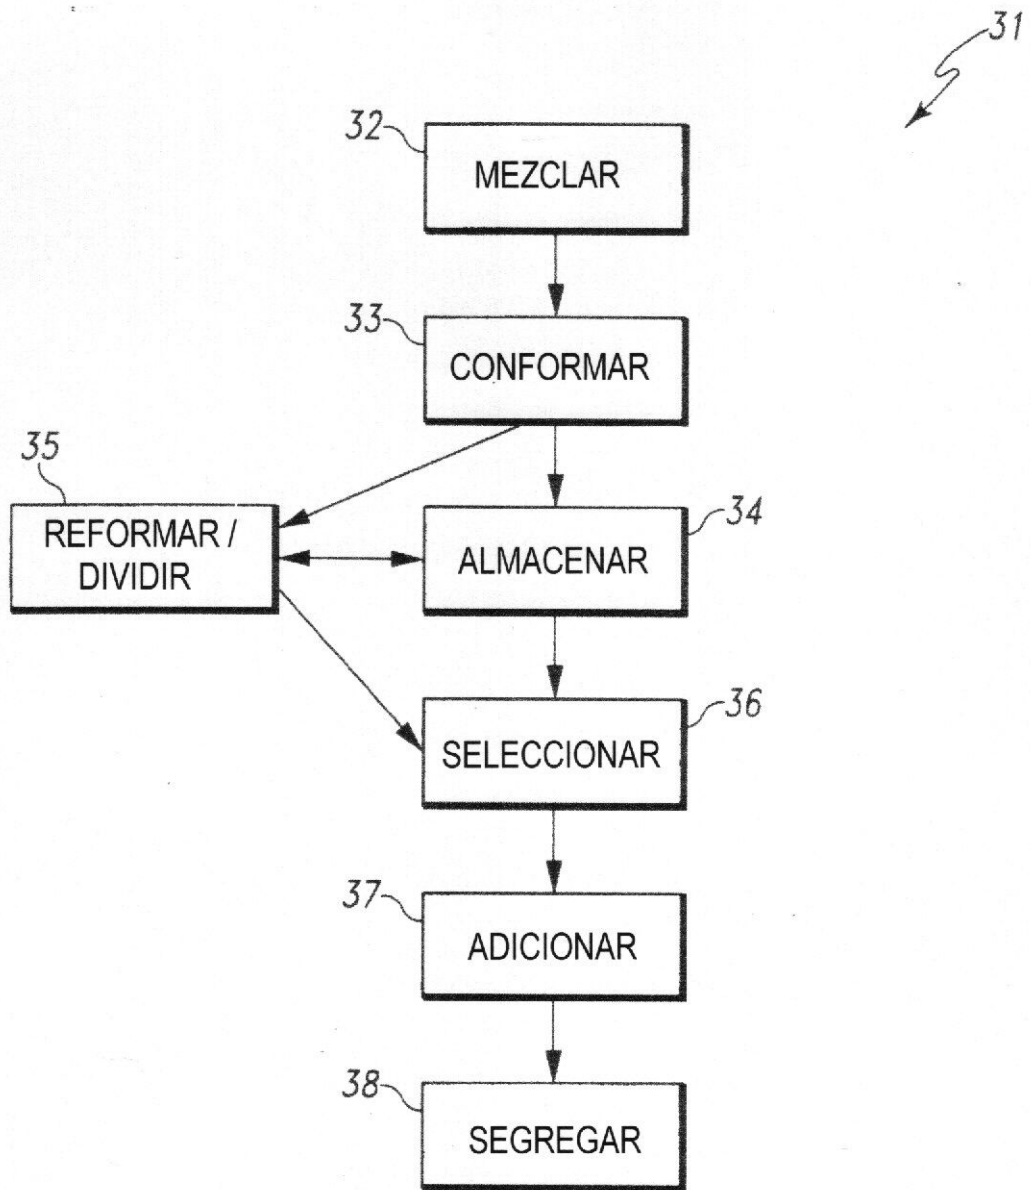 31
32
MEZCLAR
33
CONFORMAR
35
REFORMAR /
DIVIDIR
34
ALMACENAR
36
SELECCIONAR
37
ADICIONAR
38
SEGREGAR